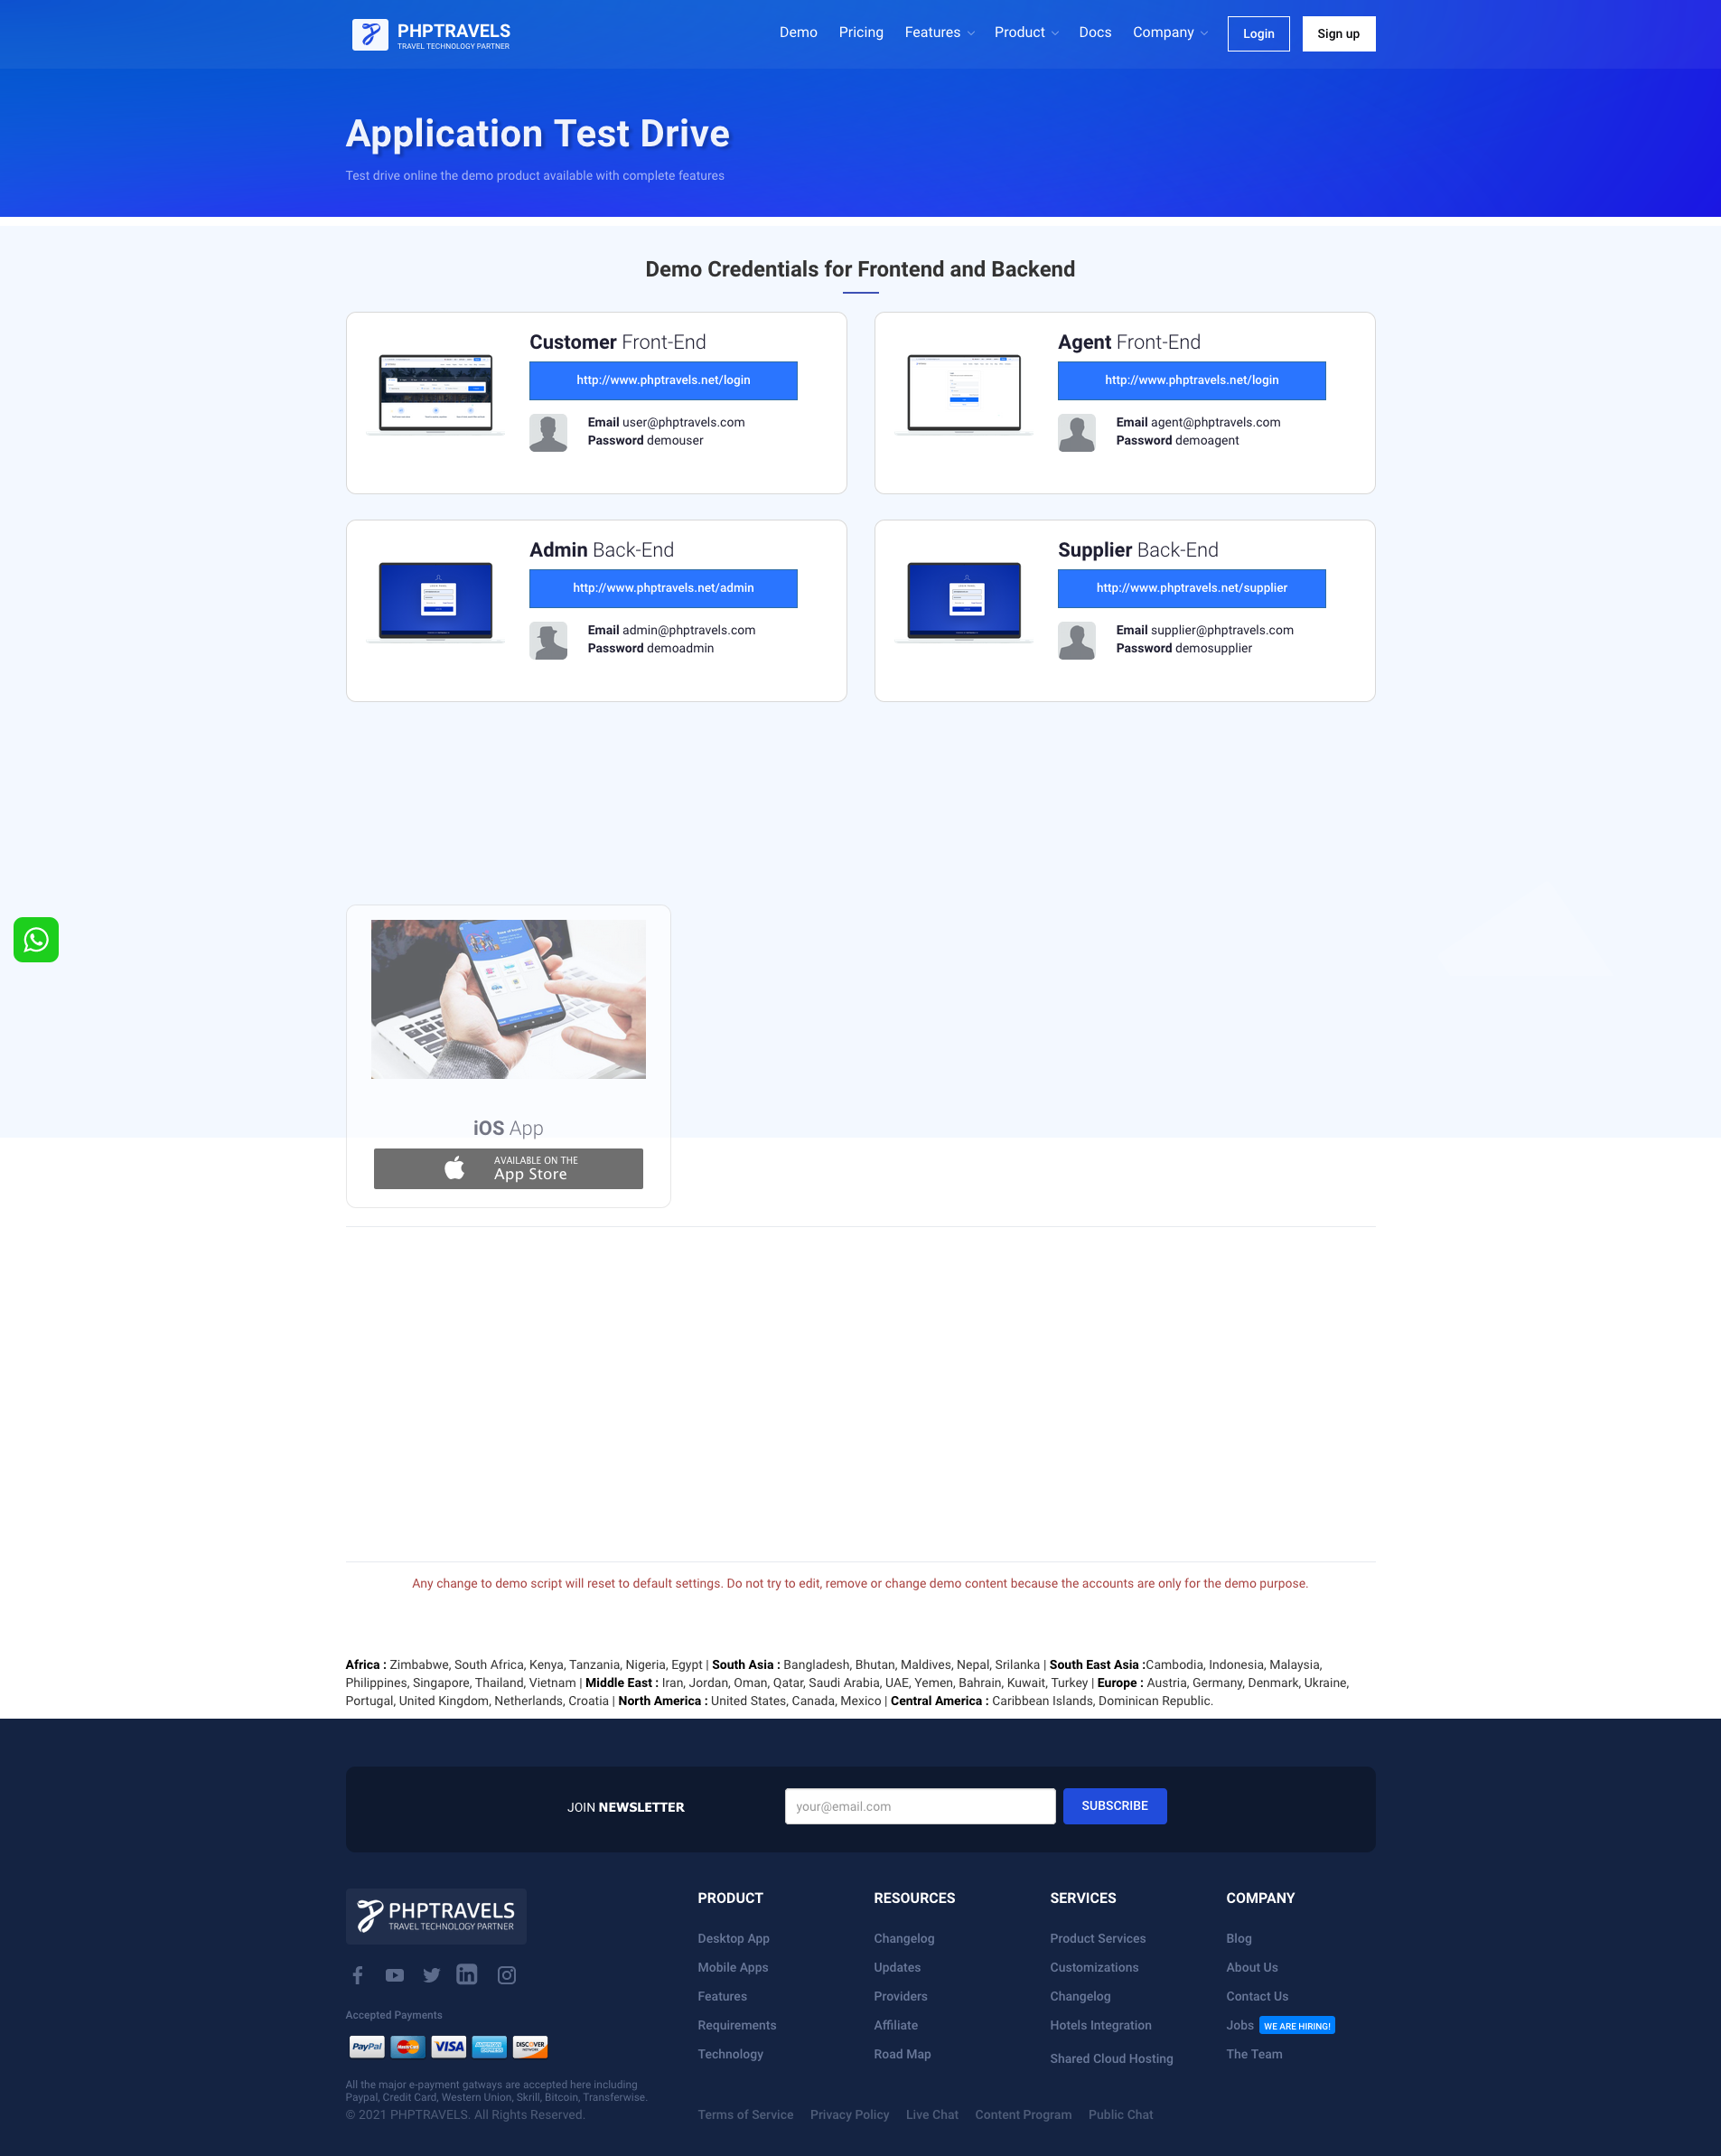 PHPTRAVELS
TRAVEL TECHNOLOGY PARTNER
Demo Pricing Features Product Docs Company Login Sign up
Application Test Drive
Test drive online the demo product available with complete features
Demo Credentials for Frontend and Backend
Customer Front-End
http://www.phptravels.net/login
Email user@phptravels.com
Password demouser
Agent Front-End
http://www.phptravels.net/login
Email agent@phptravels.com
Password demoagent
Admin Back-End
http://www.phptravels.net/admin
Email admin@phptravels.com
Password demoadmin
Supplier Back-End
http://www.phptravels.net/supplier
Email supplier@phptravels.com
Password demosupplier
iOS App
AVAILABLE ON THE
App Store
Any change to demo script will reset to default settings. Do not try to edit, remove or change demo content because the accounts are only for the demo purpose.
Africa : Zimbabwe, South Africa, Kenya, Tanzania, Nigeria, Egypt | South Asia : Bangladesh, Bhutan, Maldives, Nepal, Srilanka | South East Asia :Cambodia, Indonesia, Malaysia,
Philippines, Singapore, Thailand, Vietnam | Middle East : Iran, Jordan, Oman, Qatar, Saudi Arabia, UAE, Yemen, Bahrain, Kuwait, Turkey | Europe : Austria, Germany, Denmark, Ukraine,
Portugal, United Kingdom, Netherlands, Croatia | North America : United States, Canada, Mexico | Central America : Caribbean Islands, Dominican Republic.
JOIN NEWSLETTER
your@email.com
SUBSCRIBE
PHPTRAVELS
TRAVEL TECHNOLOGY PARTNER
Accepted Payments
PayPal MasterCard VISA AMERICAN EXPRESS DISCOVER
All the major e-payment gatways are accepted here including
Paypal, Credit Card, Western Union, Skrill, Bitcoin, Transferwise.
© 2021 PHPTRAVELS. All Rights Reserved.
PRODUCT
Desktop App
Mobile Apps
Features
Requirements
Technology
RESOURCES
Changelog
Updates
Providers
Affiliate
Road Map
SERVICES
Product Services
Customizations
Changelog
Hotels Integration
Shared Cloud Hosting
COMPANY
Blog
About Us
Contact Us
Jobs WE ARE HIRING!
The Team
Terms of Service Privacy Policy Live Chat Content Program Public Chat